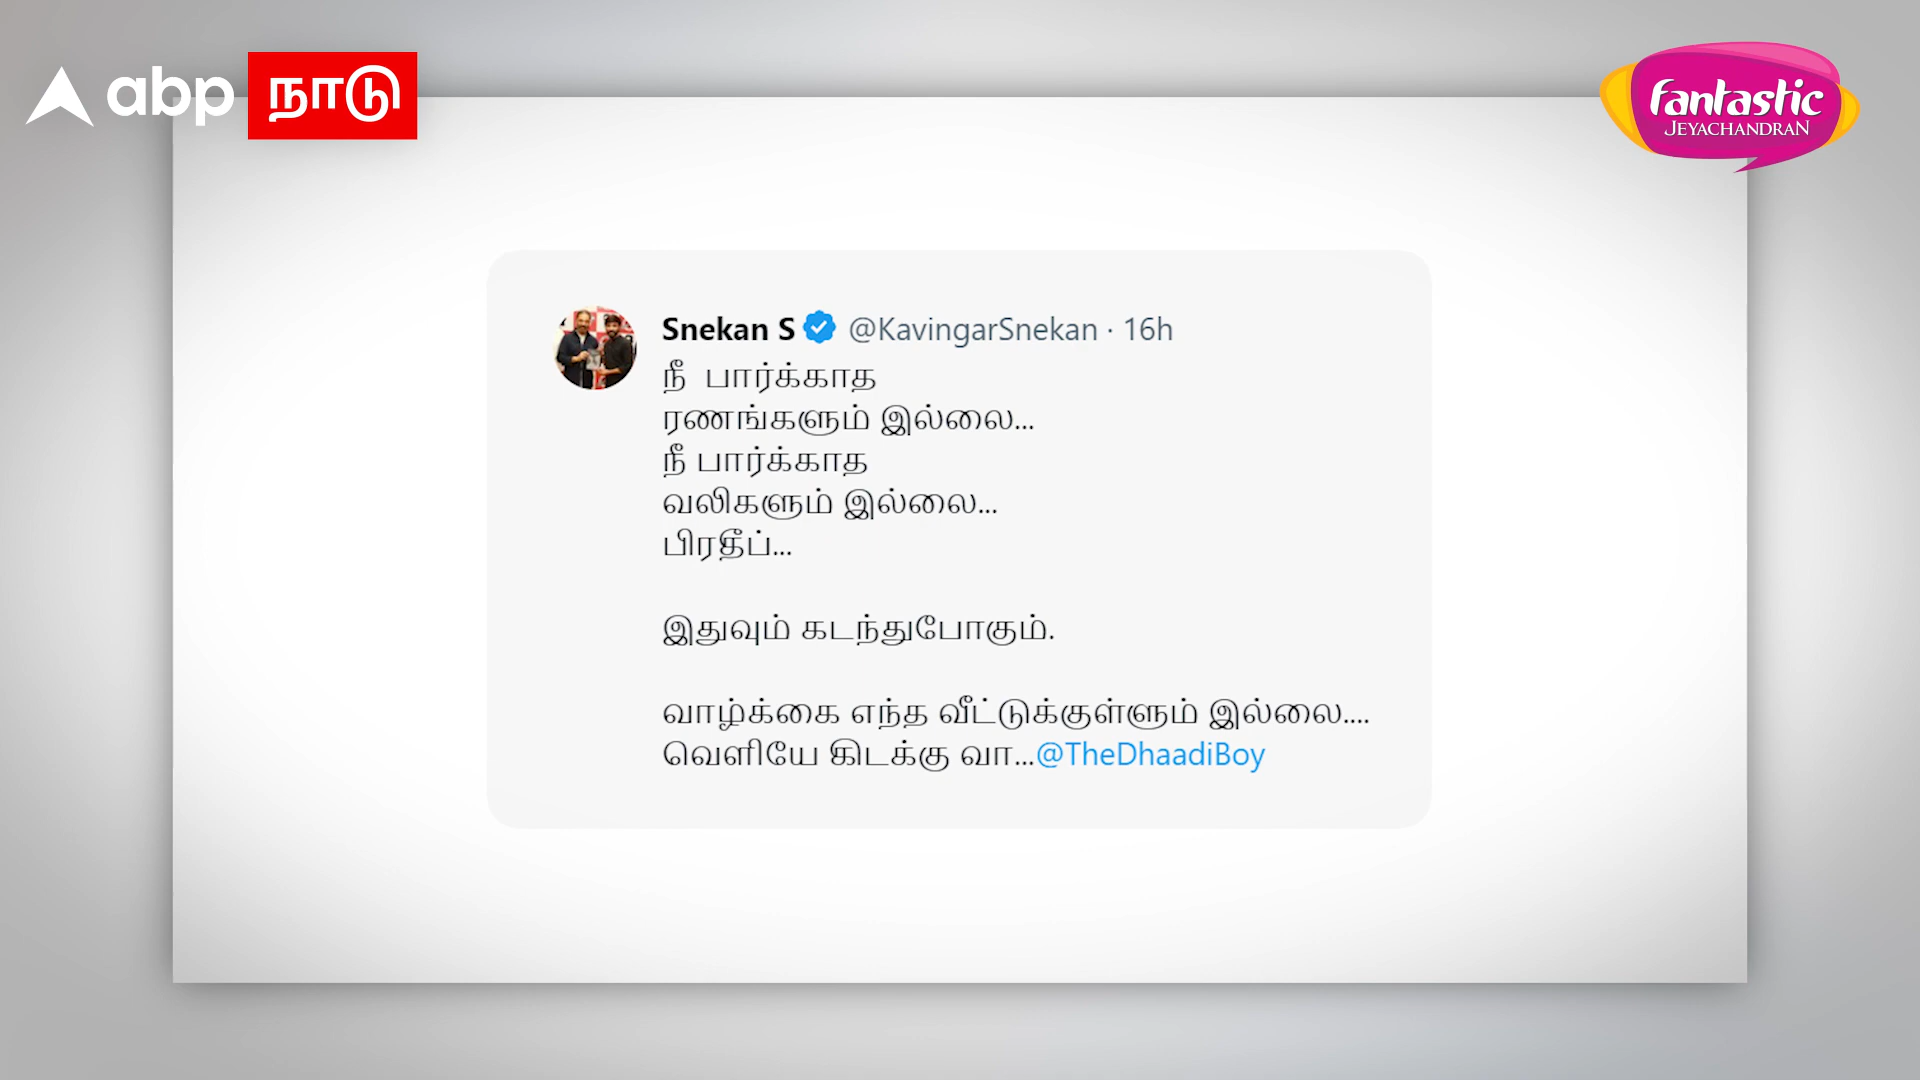 abp நாடு
fantastic
JEYACHANDRAN
Snekan S @KavingarSnekan · 16h
நீ பார்க்காத
ரணங்களும் இல்லை...
நீ பார்க்காத
வலிகளும் இல்லை...
பிரதீப்...
இதுவும் கடந்துபோகும்.
வாழ்க்கை எந்த வீட்டுக்குள்ளும் இல்லை....
வெளியே கிடக்கு வா...@TheDhaadiBoy